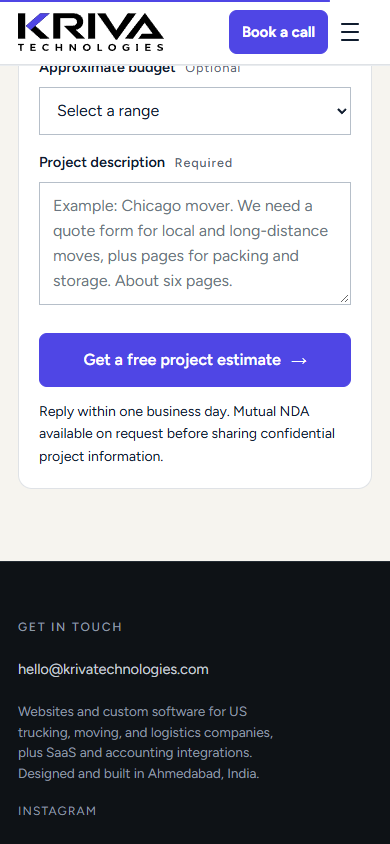 KRIVA
TECHNOLOGIES
Book a call
Approximate budget Optional
Select a range
Project description Required
Example: Chicago mover. We need a
quote form for local and long-distance
moves, plus pages for packing and
storage. About six pages.
Get a free project estimate →
Reply within one business day. Mutual NDA
available on request before sharing confidential
project information.
GET IN TOUCH
hello@krivatechnologies.com
Websites and custom software for US
trucking, moving, and logistics companies,
plus SaaS and accounting integrations.
Designed and built in Ahmedabad, India.
INSTAGRAM